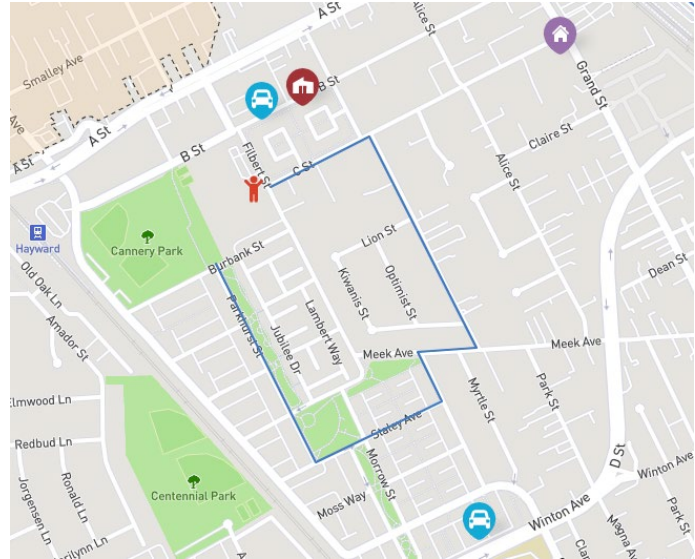 A St
Alice St
Smalley Ave
B St
Grand St
Ave
A St
A St
B St
Filbert St
C St
Claire St
Alice St
Hayward
Cannery Park
Burbank St
Lion St
Old Oak Ln
Kiwanis St
Optimist St
Dean St
Amador St
Parkhurst St
Lambert Way
Jubilee Dr
Meek Ave
Meek Ave
Myrtle St
Park St
Elmwood Ln
Staley Ave
Redbud Ln
Morrow St
D St
Winton Ave
Jorgensen Ln
Ronald Ln
Centennial Park
Moss Way
Winton Ave
Magna Ave